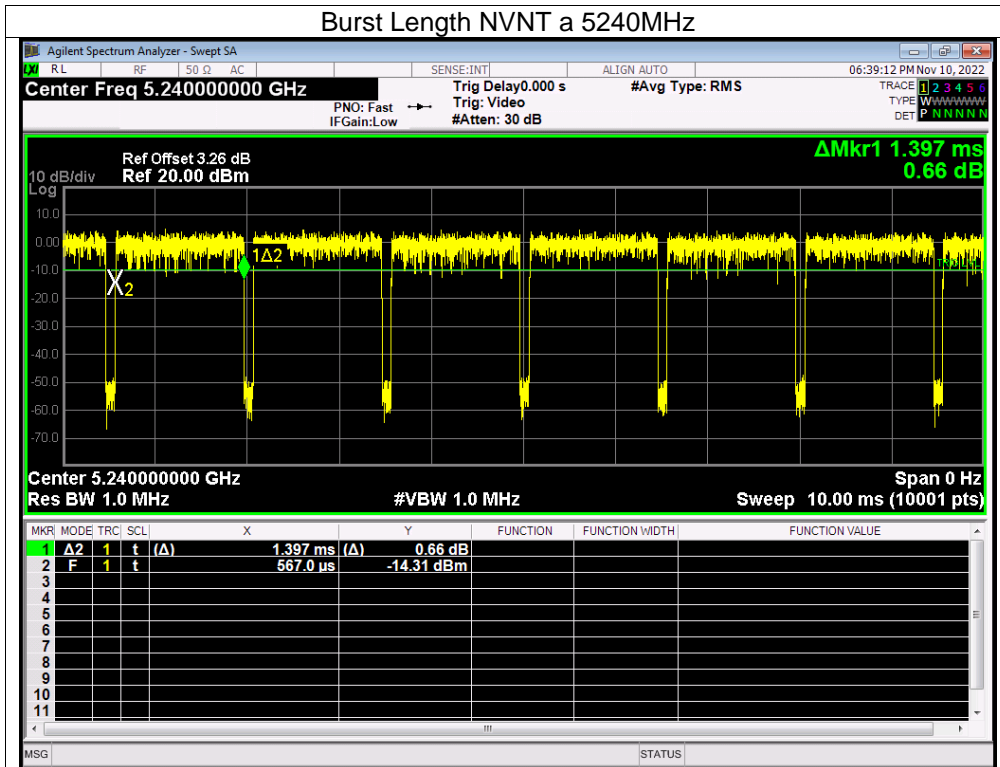 Burst Length NVNT a 5240MHz
Agilent Spectrum Analyzer - Swept SA
LXI RL RF 50 Ω AC SENSE:INT ALIGN AUTO 06:39:12 PM Nov 10, 2022
Center Freq 5.240000000 GHz
PNO: Fast
IFGain:Low
Trig Delay0.000 s
Trig: Video
#Atten: 30 dB
#Avg Type: RMS
TRACE 1 2 3 4 5 6
TYPE WWWWWW
DET P N N N N N
ΔMkr1 1.397 ms
0.66 dB
Ref Offset 3.26 dB
10 dB/div Ref 20.00 dBm
Log
10.0
0.00
1Δ2
-10.0
X2
-20.0
-30.0
-40.0
-50.0
-60.0
-70.0
Center 5.240000000 GHz Span 0 Hz
Res BW 1.0 MHz #VBW 1.0 MHz Sweep 10.00 ms (10001 pts)
MKR MODE TRC SCL X Y FUNCTION FUNCTION WIDTH FUNCTION VALUE
1 Δ2 1 t (Δ) 1.397 ms (Δ) 0.66 dB
2 F 1 t 567.0 µs -14.31 dBm
3
4
5
6
7
8
9
10
11
MSG STATUS